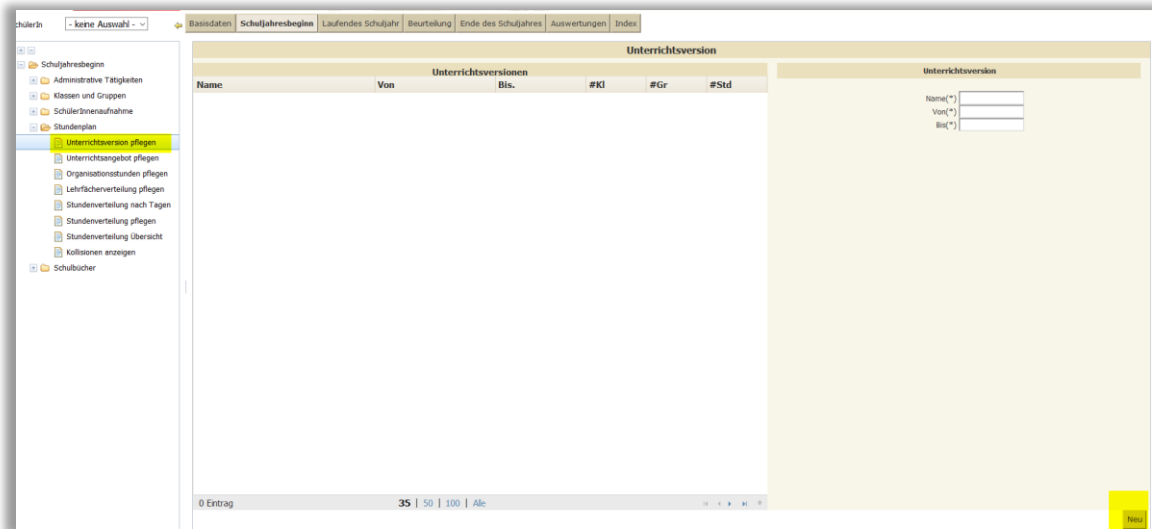 chülerIn - keine Auswahl - Basisdaten Schuljahresbeginn Laufendes Schuljahr Beurteilung Ende des Schuljahres Auswertungen Index
Schuljahresbeginn
Administrative Tätigkeiten
Klassen und Gruppen
SchülerInnenaufnahme
Stundenplan
Unterrichtsversion pflegen
Unterrichtsangebot pflegen
Organisationsstunden pflegen
Lehrfächerverteilung pflegen
Stundenverteilung nach Tagen
Stundenverteilung pflegen
Stundenverteilung Übersicht
Kollisionen anzeigen
Schulbücher
Unterrichtsversion
Unterrichtsversionen
Name Von Bis. #Kl #Gr #Std
0 Eintrag 35 | 50 | 100 | Alle
Unterrichtsversion
Name(*)
Von(*)
Bis(*)
Neu